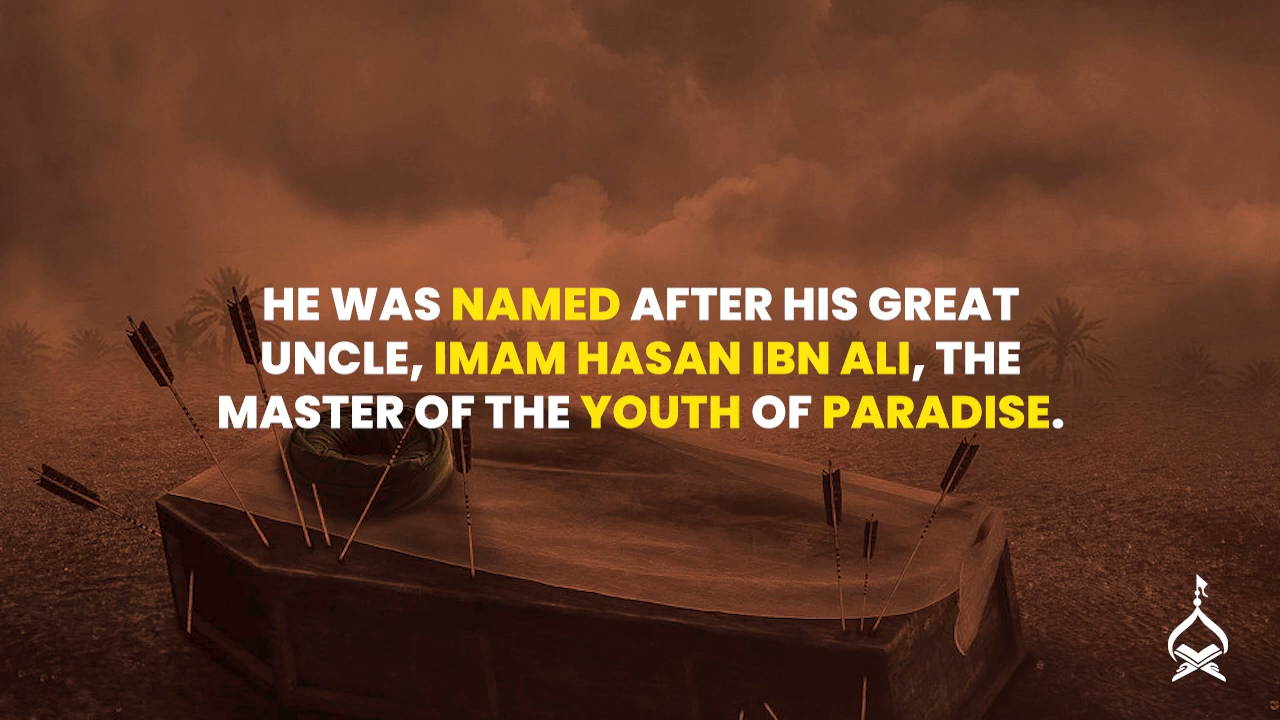 HE WAS NAMED AFTER HIS GREAT
UNCLE, IMAM HASAN IBN ALI, THE
MASTER OF THE YOUTH OF PARADISE.